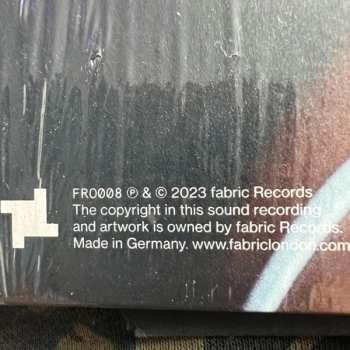 FRO008 ℗ & © 2023 fabric Records
The copyright in this sound recording
and artwork is owned by fabric Records.
Made in Germany. www.fabriclondon.com